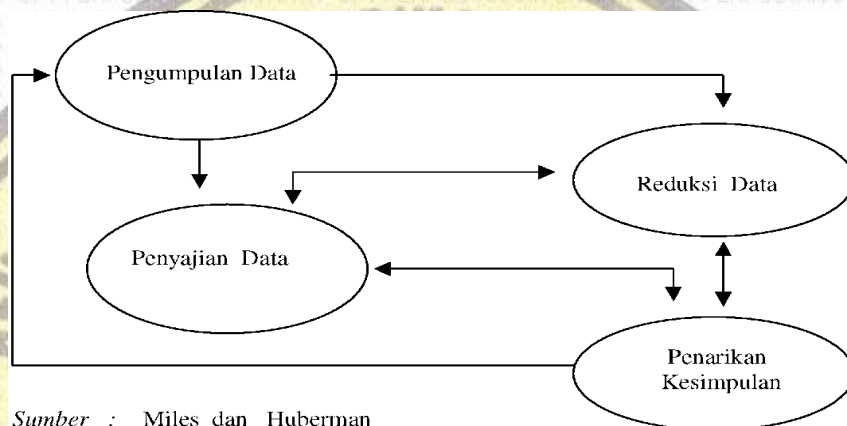 Pengumpulan Data
Reduksi Data
Penyajian Data
Penarikan
Kesimpulan
Sumber : Miles dan Huberman